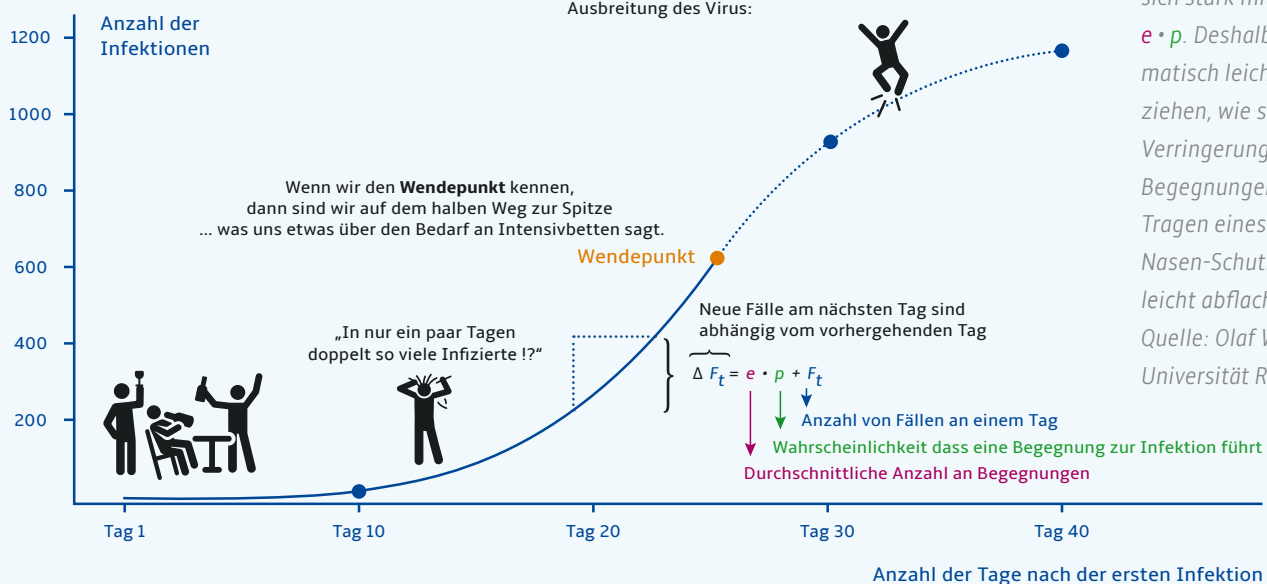 Ausbreitung des Virus:
Anzahl der
Infektionen
1200
1000
800
600
400
200
Wenn wir den Wendepunkt kennen,
dann sind wir auf dem halben Weg zur Spitze
... was uns etwas über den Bedarf an Intensivbetten sagt.
Wendepunkt
„In nur ein paar Tagen
doppelt so viele Infizierte !?“
Neue Fälle am nächsten Tag sind
abhängig vom vorhergehenden Tag
Δ Ft = e • p + Ft
Anzahl von Fällen an einem Tag
Wahrscheinlichkeit dass eine Begegnung zur Infektion führt
Durchschnittliche Anzahl an Begegnungen
Tag 1
Tag 10
Tag 20
Tag 30
Tag 40
Anzahl der Tage nach der ersten Infektion
sich stark
e • p. Deshalb
matisch leich
ziehen, wie s
Verringerung
Begegnunge
Tragen eines
Nasen-Schut
leicht abflach
Quelle: Olaf W
Universität R